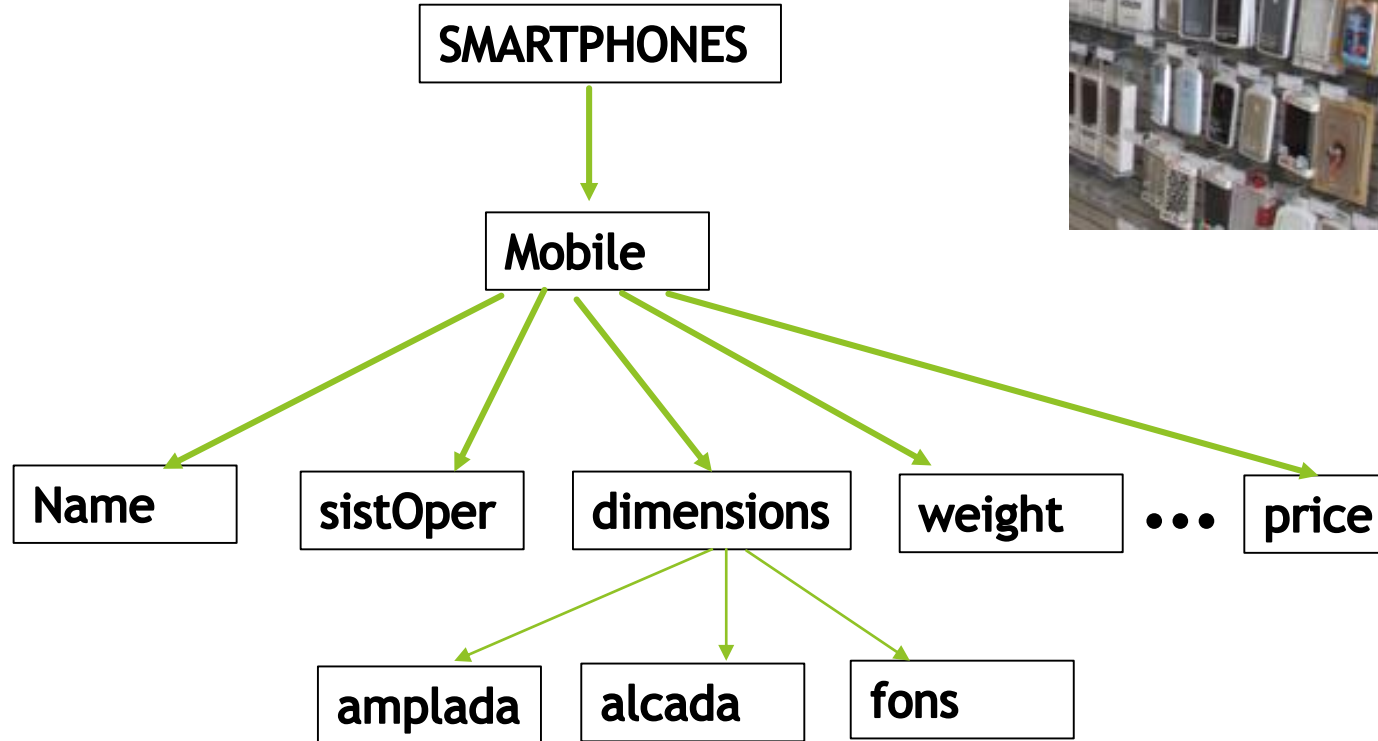 SMARTPHONES
Mobile
Name
sistOper
dimensions
weight
...
price
amplada
alcada
fons